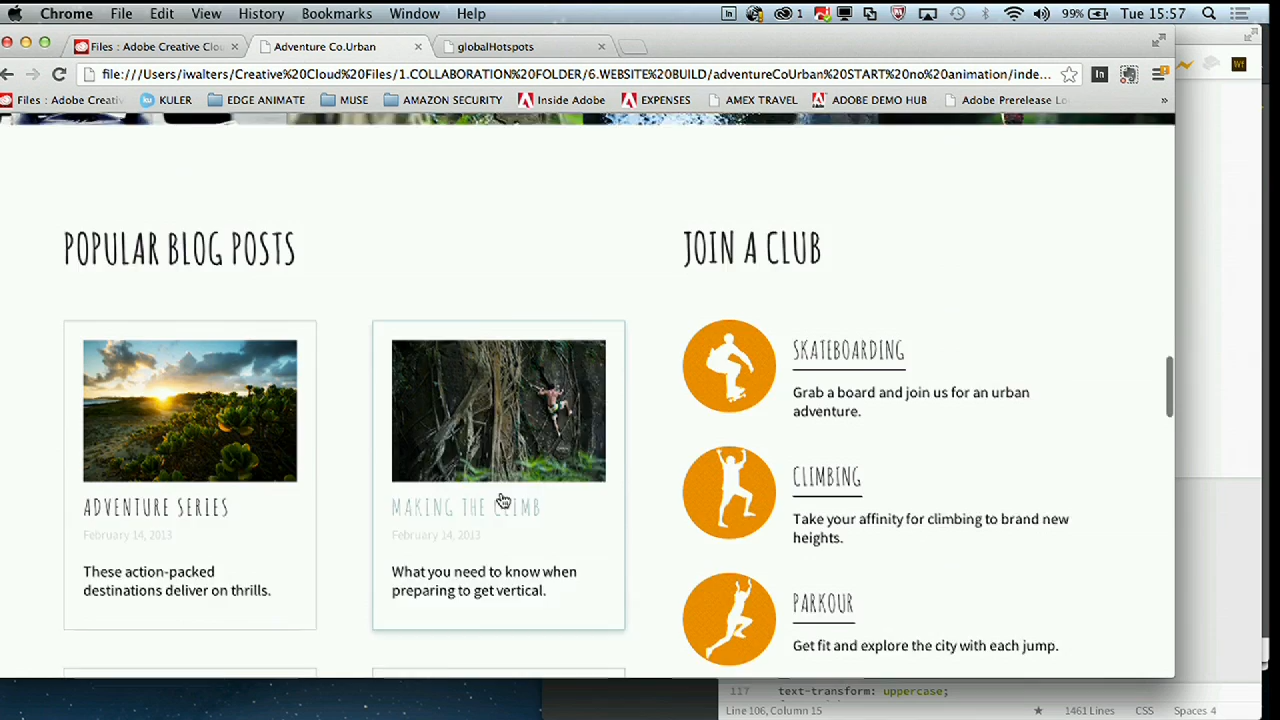 Chrome File Edit View History Bookmarks Window Help 1 99% Tue 15:57
Files : Adobe Creative Clou
Adventure Co.Urban
globalHotspots
file:///Users/iwalters/Creative%20Cloud%20Files/1.COLLABORATION%20FOLDER/6.WEBSITE%20BUILD/adventureCoUrban%20START%20no%20animation/inde...
Files : Adobe Creativ KULER EDGE ANIMATE MUSE AMAZON SECURITY Inside Adobe EXPENSES AMEX TRAVEL ADOBE DEMO HUB Adobe Prerelease Lo »
POPULAR BLOG POSTS
ADVENTURE SERIES
February 14, 2013
These action-packed
destinations deliver on thrills.
MAKING THE CLIMB
February 14, 2013
What you need to know when
preparing to get vertical.
JOIN A CLUB
SKATEBOARDING
Grab a board and join us for an urban
adventure.
CLIMBING
Take your affinity for climbing to brand new
heights.
PARKOUR
Get fit and explore the city with each jump.
117 text-transform: uppercase;
Line 106, Column 15 1461 Lines CSS Spaces 4